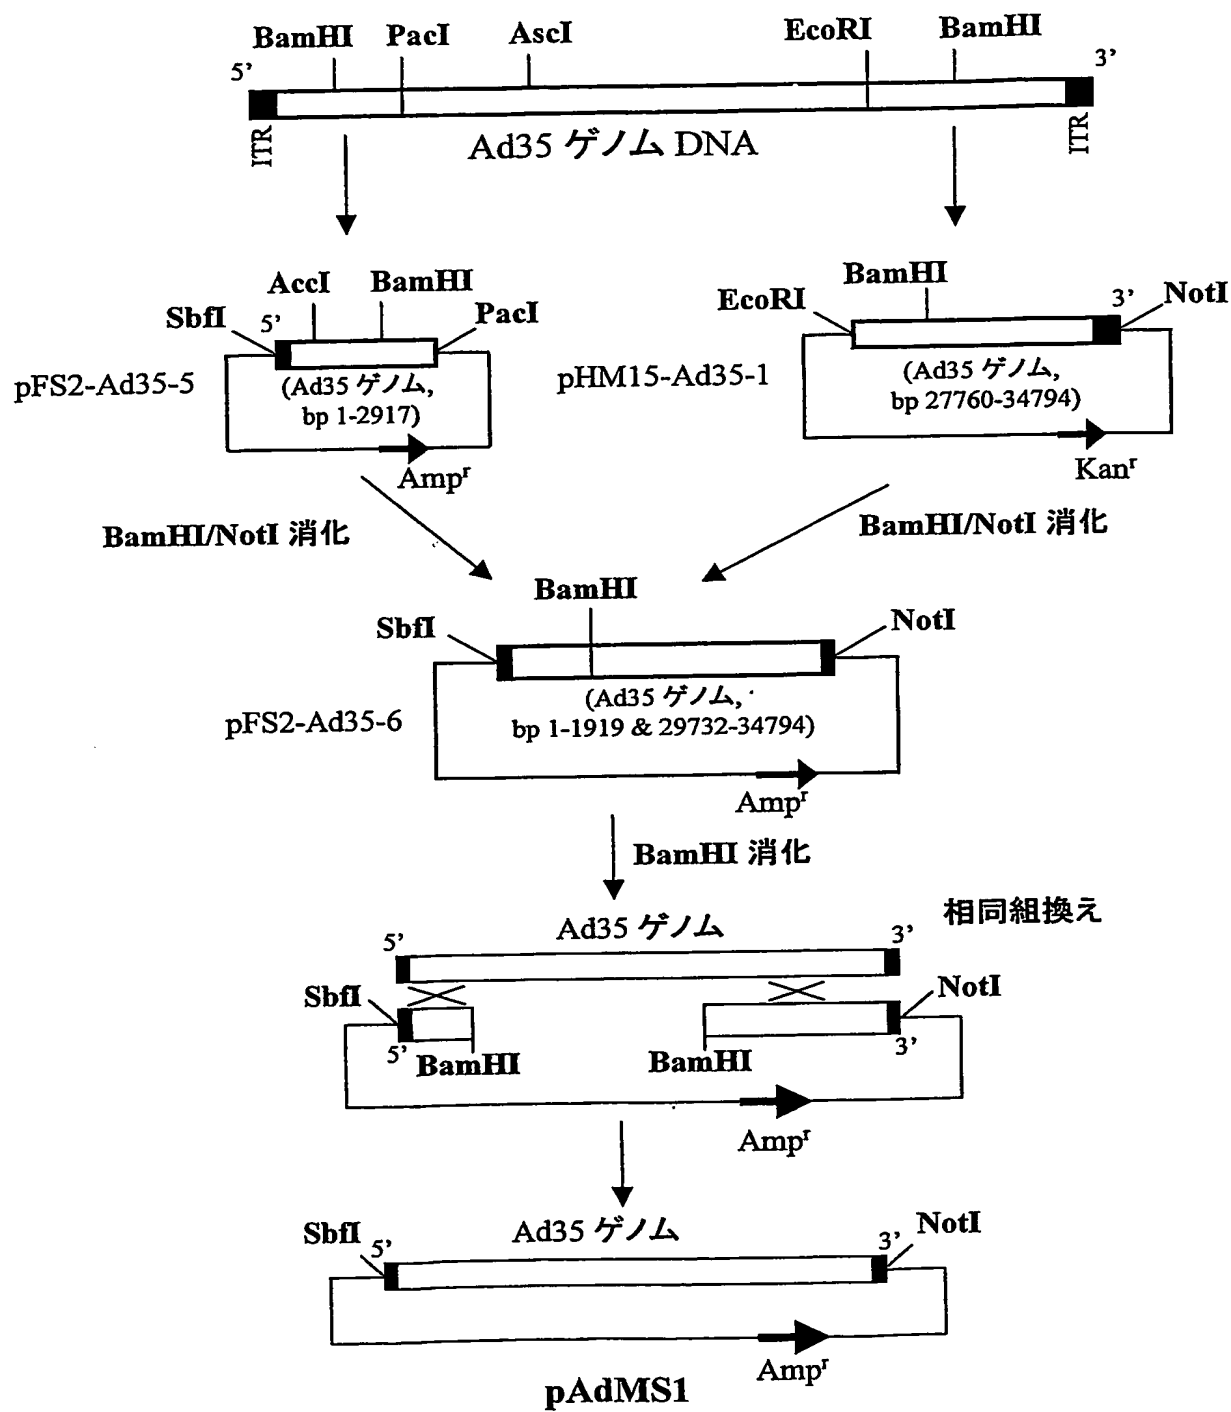 BamHI PacI AscI EcoRI BamHI
5' 3'
ITR ITR
Ad35 ゲノム DNA
AccI BamHI
SbfI 5' PacI
pFS2-Ad35-5
(Ad35 ゲノム,
bp 1-2917)
Ampʳ
BamHI
EcoRI 3' NotI
pHM15-Ad35-1
(Ad35 ゲノム,
bp 27760-34794)
Kanʳ
BamHI/NotI 消化
BamHI/NotI 消化
BamHI
SbfI NotI
pFS2-Ad35-6
(Ad35 ゲノム,
bp 1-1919 & 29732-34794)
Ampʳ
BamHI 消化
相同組換え
Ad35 ゲノム
5' 3'
SbfI NotI
5' 3'
BamHI BamHI
Ampʳ
Ad35 ゲノム
SbfI 5' 3' NotI
Ampʳ
pAdMS1